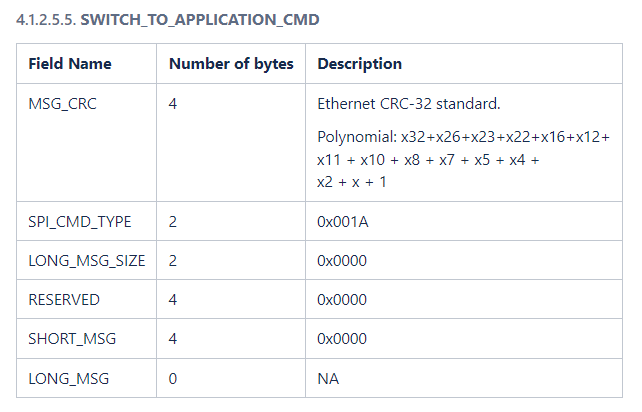 4.1.2.5.5. SWITCH_TO_APPLICATION_CMD
Field Name Number of bytes Description
MSG_CRC 4 Ethernet CRC-32 standard.
Polynomial: x32+x26+x23+x22+x16+x12+
x11 + x10 + x8 + x7 + x5 + x4 +
x2 + x + 1
SPI_CMD_TYPE 2 0x001A
LONG_MSG_SIZE 2 0x0000
RESERVED 4 0x0000
SHORT_MSG 4 0x0000
LONG_MSG 0 NA